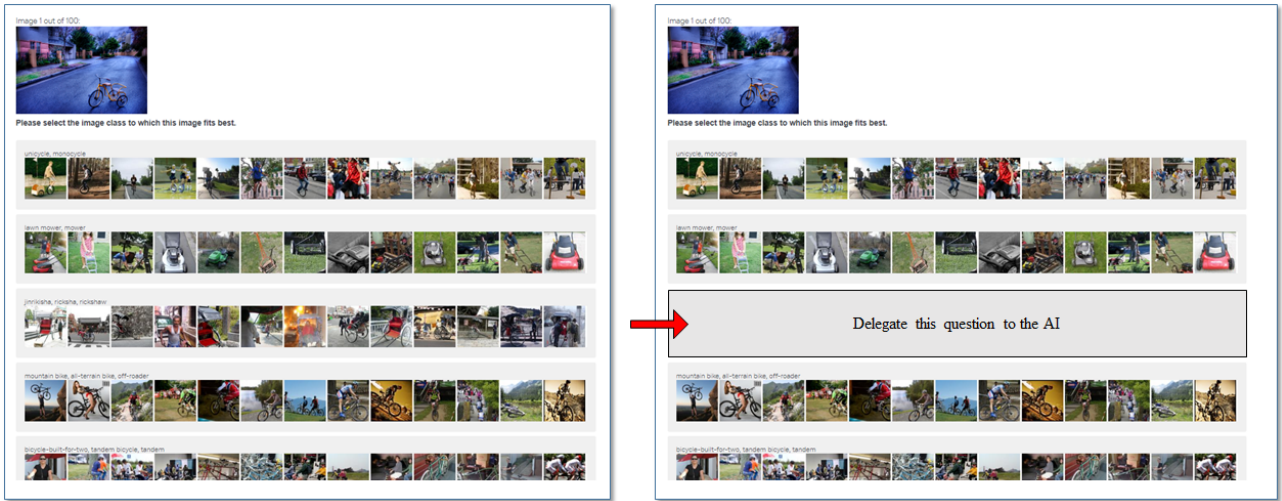 Image 1 out of 100:
Please select the image class to which this image fits best.
unicycle, monocycle
lawn mower, mower
jinrikisha, ricksha, rickshaw
mountain bike, all-terrain bike, off-roader
bicycle-built-for-two, tandem bicycle, tandem
Image 1 out of 100:
Please select the image class to which this image fits best.
unicycle, monocycle
lawn mower, mower
Delegate this question to the AI
mountain bike, all-terrain bike, off-roader
bicycle-built-for-two, tandem bicycle, tandem